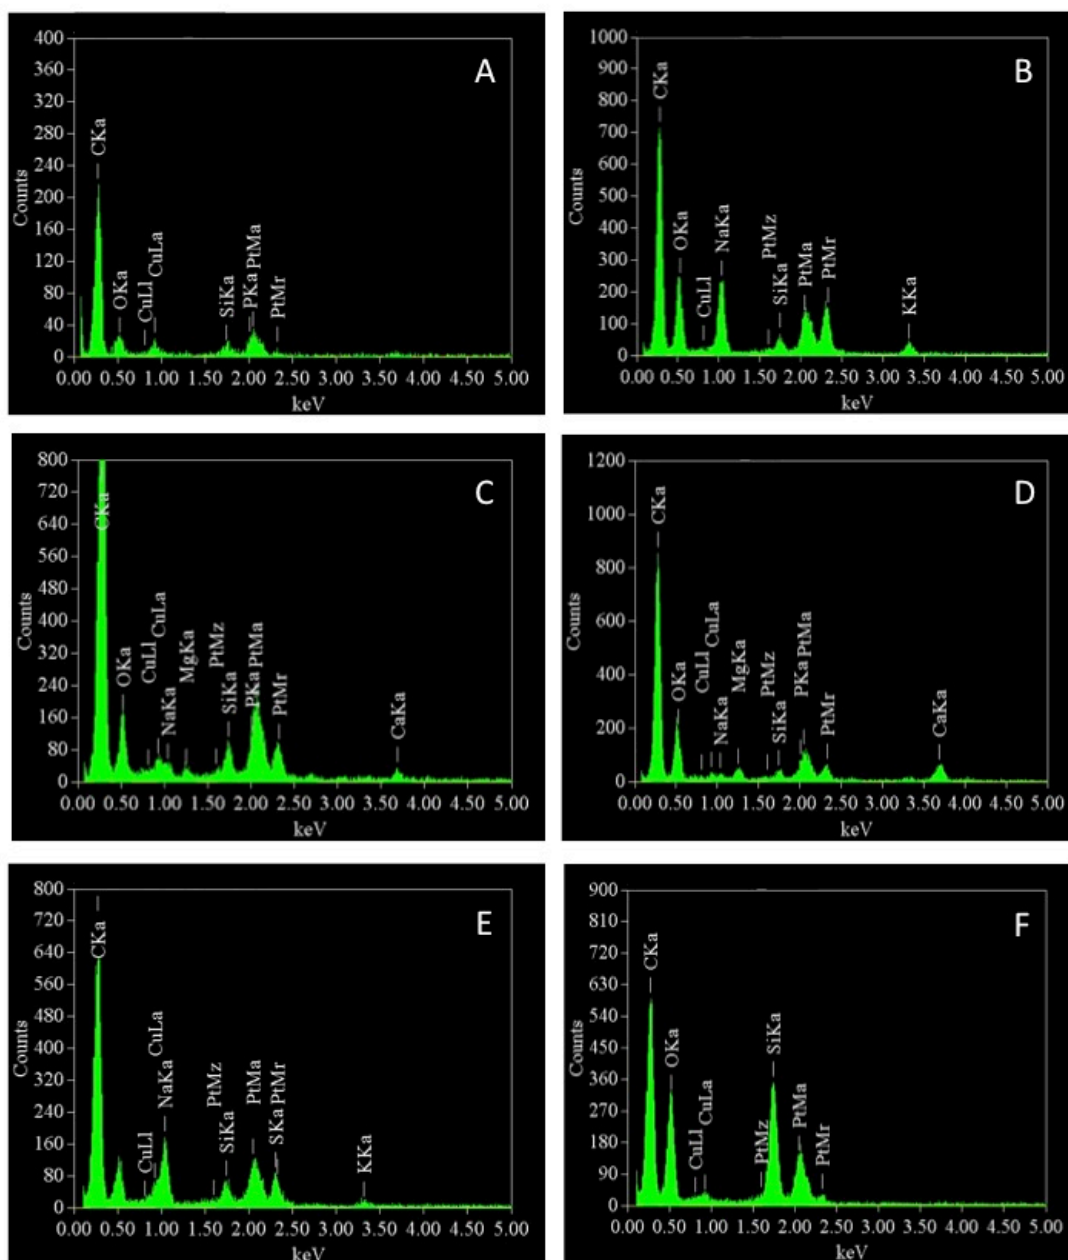 A
400
360
320
280
240
200
160
120
80
40
0
Counts
CKa
OKa
CuLl
CuLa
SiKa
PKa
PtMa
PtMr
0.00 0.50 1.00 1.50 2.00 2.50 3.00 3.50 4.00 4.50 5.00
keV
B
1000
900
800
700
600
500
400
300
200
100
0
Counts
CKa
OKa
CuLl
NaKa
PtMz
SiKa
PtMa
PtMr
KKa
0.00 0.50 1.00 1.50 2.00 2.50 3.00 3.50 4.00 4.50 5.00
keV
C
800
720
640
560
480
400
320
240
160
80
0
Counts
CKa
OKa
CuLl
CuLa
NaKa
MgKa
PtMz
SiKa
PKa
PtMa
PtMr
CaKa
0.00 0.50 1.00 1.50 2.00 2.50 3.00 3.50 4.00 4.50 5.00
keV
D
1200
1000
800
600
400
200
0
Counts
CKa
OKa
CuLl
CuLa
NaKa
MgKa
PtMz
SiKa
PKa
PtMa
PtMr
CaKa
0.00 0.50 1.00 1.50 2.00 2.50 3.00 3.50 4.00 4.50 5.00
keV
E
800
720
640
560
480
400
320
240
160
80
0
Counts
CKa
CuLl
CuLa
NaKa
PtMz
SiKa
PtMa
SKa
PtMr
KKa
0.00 0.50 1.00 1.50 2.00 2.50 3.00 3.50 4.00 4.50 5.00
keV
F
900
810
720
630
540
450
360
270
180
90
0
Counts
CKa
OKa
CuLl
CuLa
PtMz
SiKa
PtMa
PtMr
0.00 0.50 1.00 1.50 2.00 2.50 3.00 3.50 4.00 4.50 5.00
keV